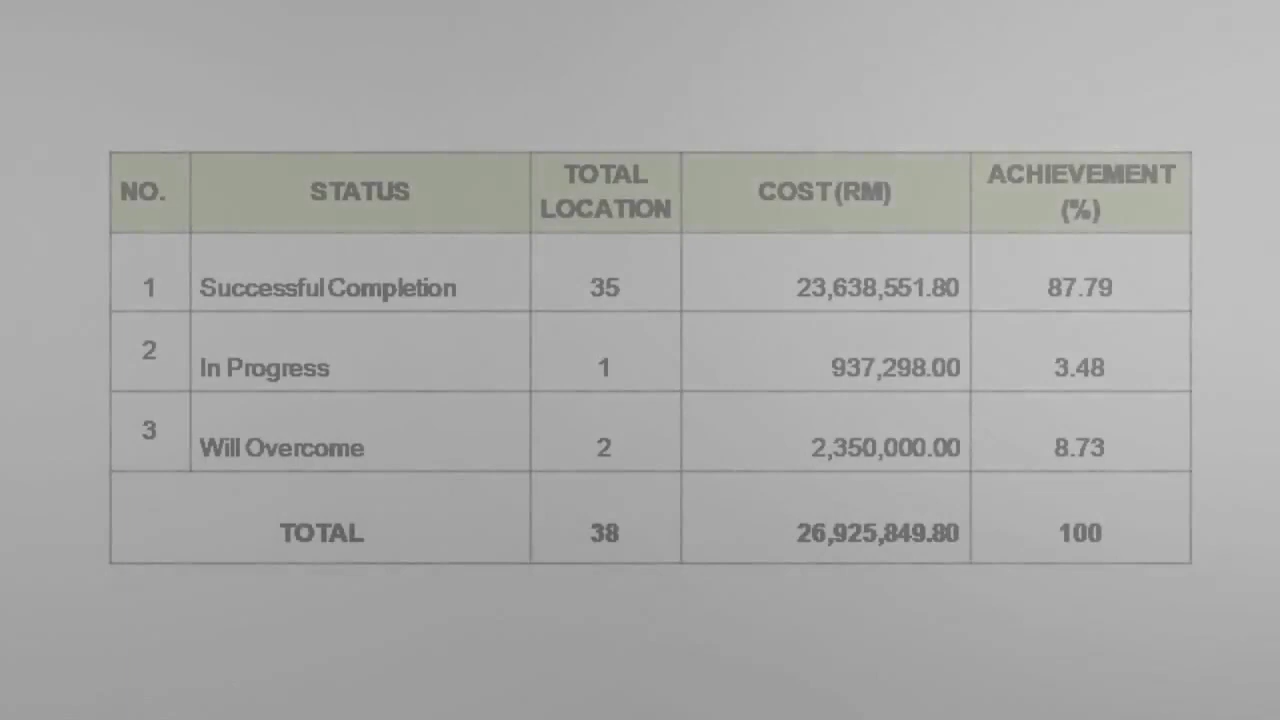 NO. STATUS TOTAL LOCATION COST (RM) ACHIEVEMENT (%)
1 Successful Completion 35 23,638,551.80 87.79
2 In Progress 1 937,298.00 3.48
3 Will Overcome 2 2,350,000.00 8.73
TOTAL 38 26,925,849.80 100